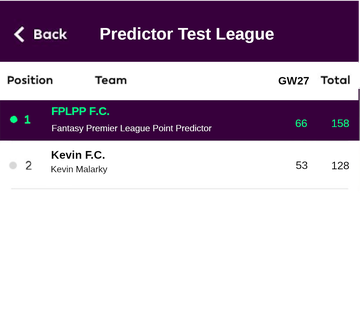 Back Predictor Test League
Position Team GW27 Total
1 FPLPP F.C. 66 158
Fantasy Premier League Point Predictor
2 Kevin F.C. 53 128
Kevin Malarky